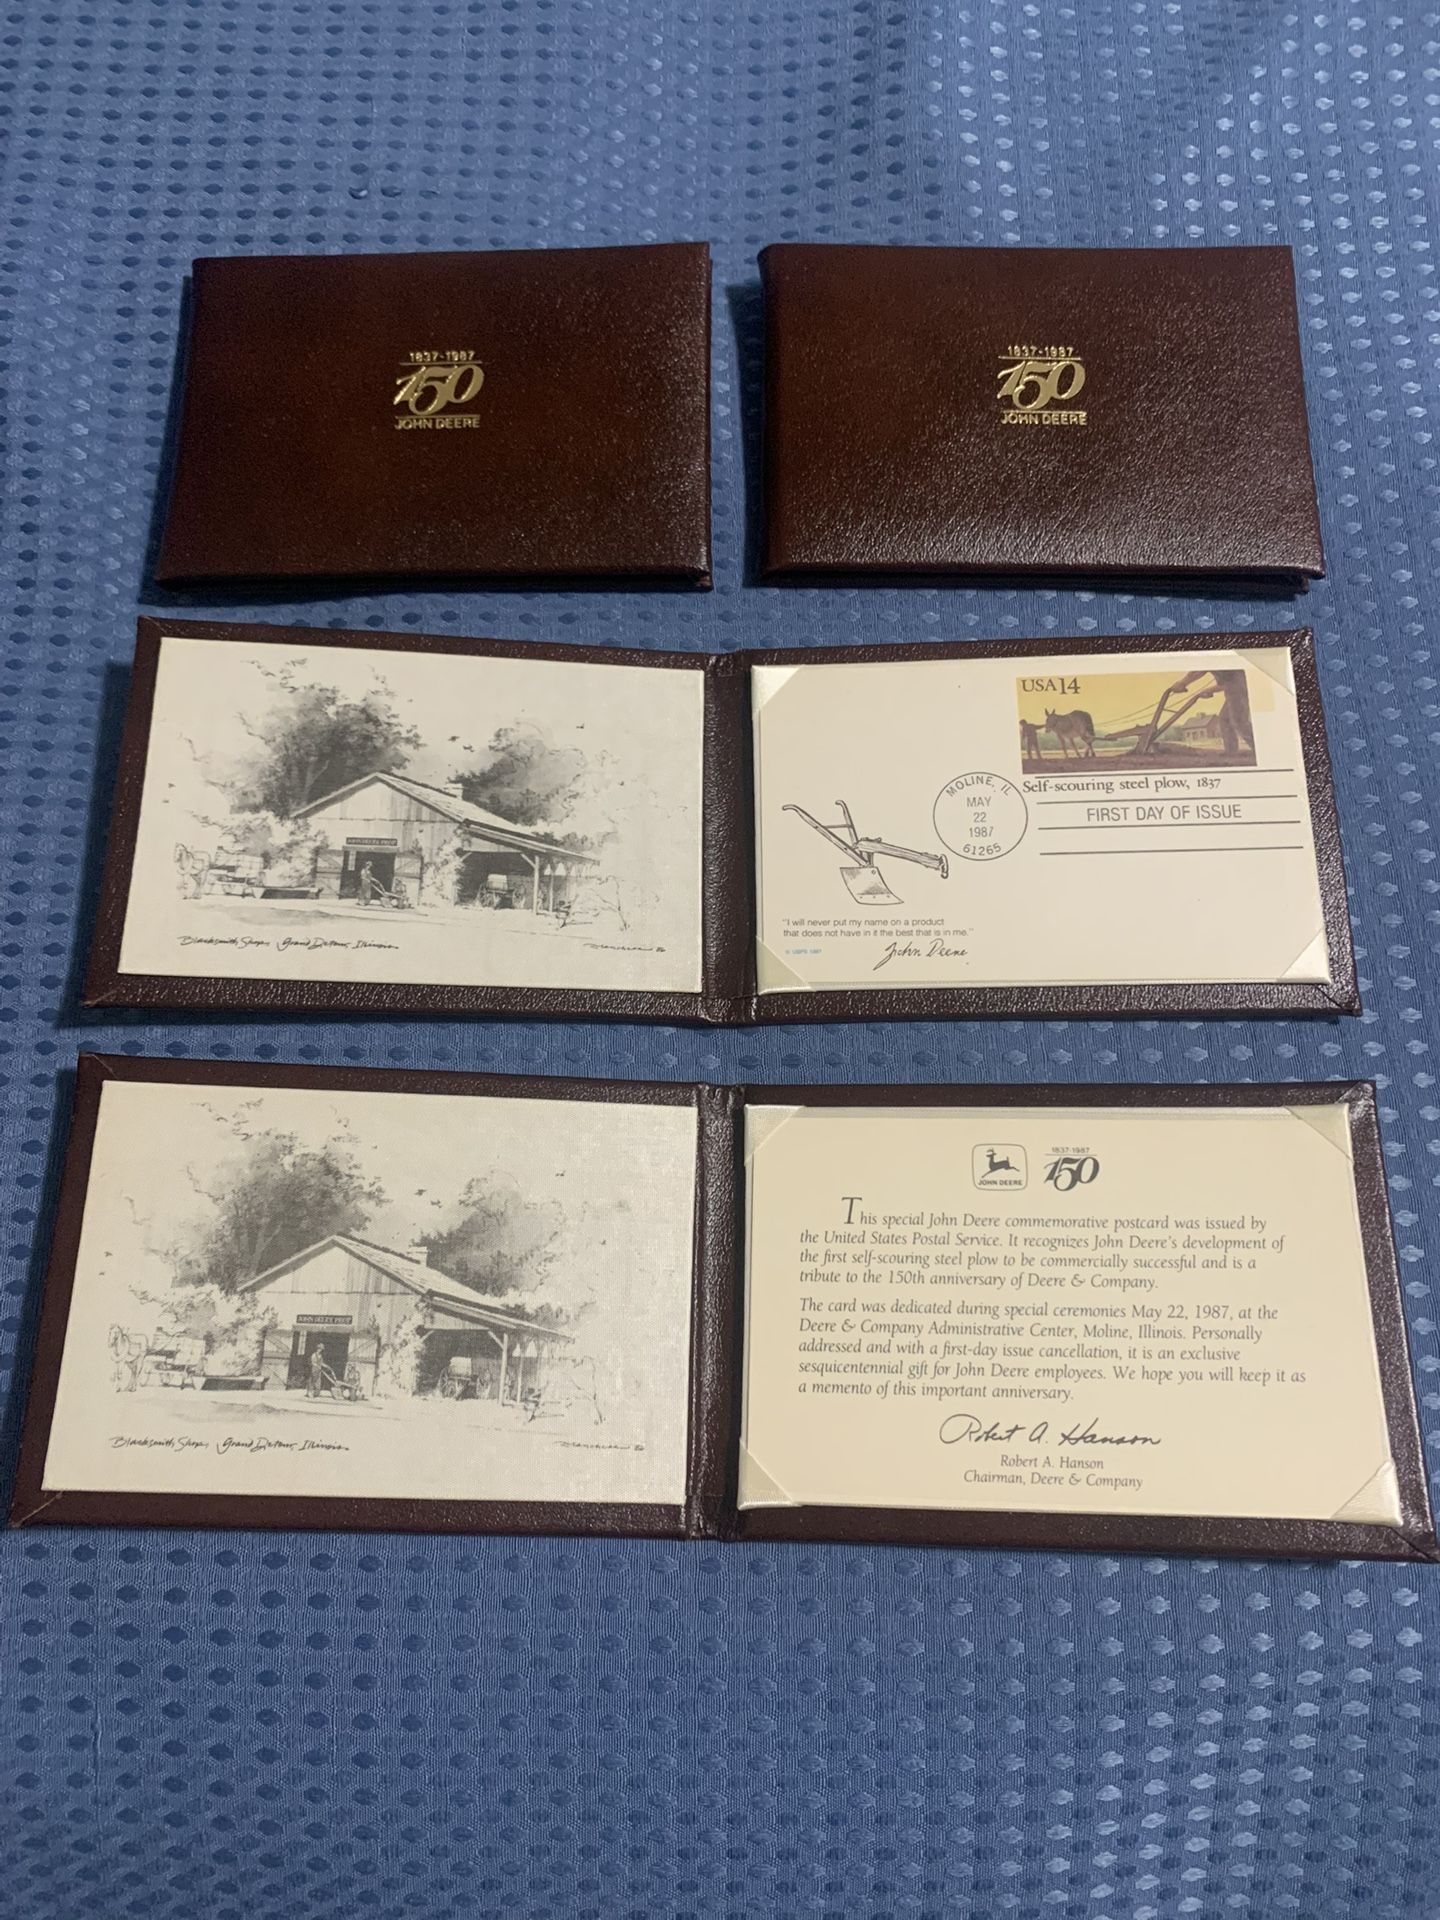 1837-1987
150
JOHN DEERE
1837-1987
150
JOHN DEERE
Blacksmith Shop, Grand Detour, Illinois
USA14
Self-scouring steel plow, 1837
FIRST DAY OF ISSUE
MOLINE, IL
MAY
22
1987
61265
"I will never put my name on a product
that does not have in it the best that is in me."
© USPS 1987
John Deere
Blacksmith Shop, Grand Detour, Illinois
JOHN DEERE
1837-1987
150
This special John Deere commemorative postcard was issued by
the United States Postal Service. It recognizes John Deere's development of
the first self-scouring steel plow to be commercially successful and is a
tribute to the 150th anniversary of Deere & Company.
The card was dedicated during special ceremonies May 22, 1987, at the
Deere & Company Administrative Center, Moline, Illinois. Personally
addressed and with a first-day issue cancellation, it is an exclusive
sesquicentennial gift for John Deere employees. We hope you will keep it as
a memento of this important anniversary.
Robert A. Hanson
Robert A. Hanson
Chairman, Deere & Company